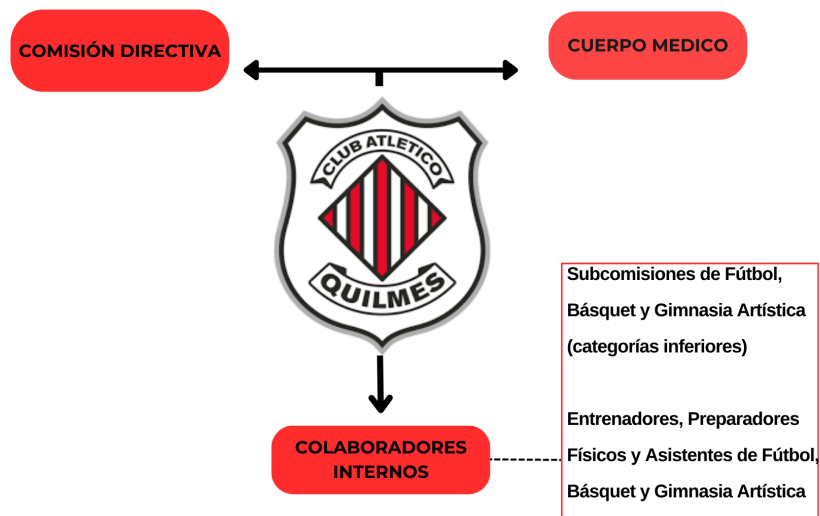 COMISIÓN DIRECTIVA
CUERPO MEDICO
CLUB ATLETICO
QUILMES
Subcomisiones de Fútbol,
Básquet y Gimnasia Artística
(categorías inferiores)
Entrenadores, Preparadores
Físicos y Asistentes de Fútbol,
Básquet y Gimnasia Artística
COLABORADORES
INTERNOS